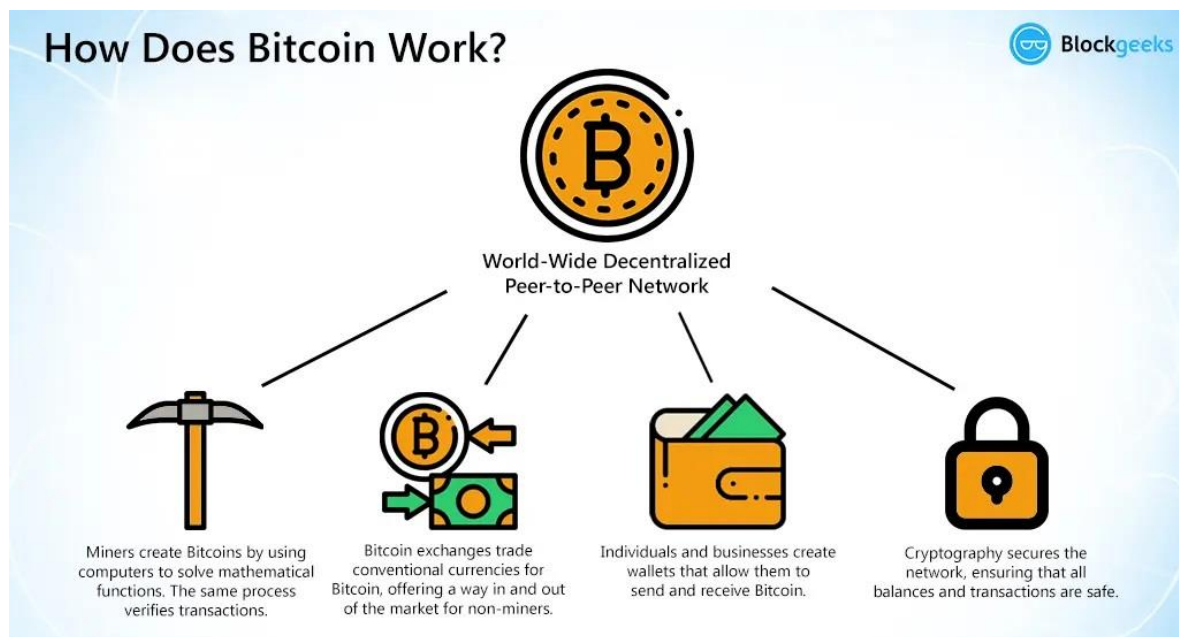 How Does Bitcoin Work?
Blockgeeks
World-Wide Decentralized
Peer-to-Peer Network
Miners create Bitcoins by using
computers to solve mathematical
functions. The same process
verifies transactions.
Bitcoin exchanges trade
conventional currencies for
Bitcoin, offering a way in and out
of the market for non-miners.
Individuals and businesses create
wallets that allow them to
send and receive Bitcoin.
Cryptography secures the
network, ensuring that all
balances and transactions are safe.